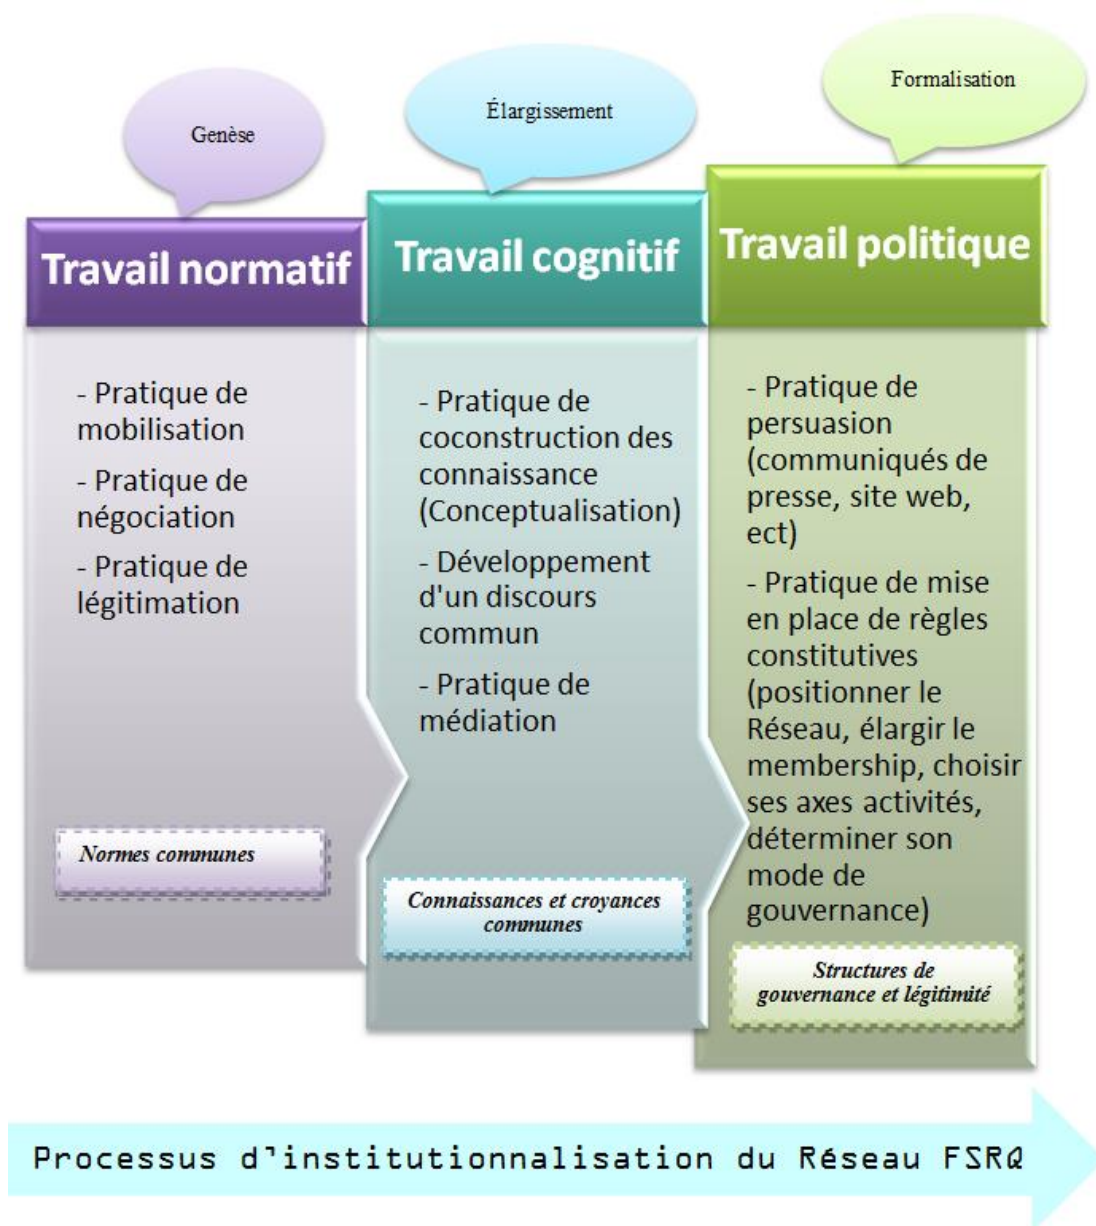 Genèse
Élargissement
Formalisation
Travail normatif
- Pratique de
mobilisation
- Pratique de
négociation
- Pratique de
légitimation
Normes communes
Travail cognitif
- Pratique de
coconstruction des
connaissance
(Conceptualisation)
- Développement
d'un discours
commun
- Pratique de
médiation
Connaissances et croyances
communes
Travail politique
- Pratique de
persuasion
(communiqués de
presse, site web,
ect)
- Pratique de mise
en place de règles
constitutives
(positionner le
Réseau, élargir le
membership, choisir
ses axes activités,
déterminer son
mode de
gouvernance)
Structures de
gouvernance et légitimité
Processus d'institutionnalisation du Réseau FSRQ